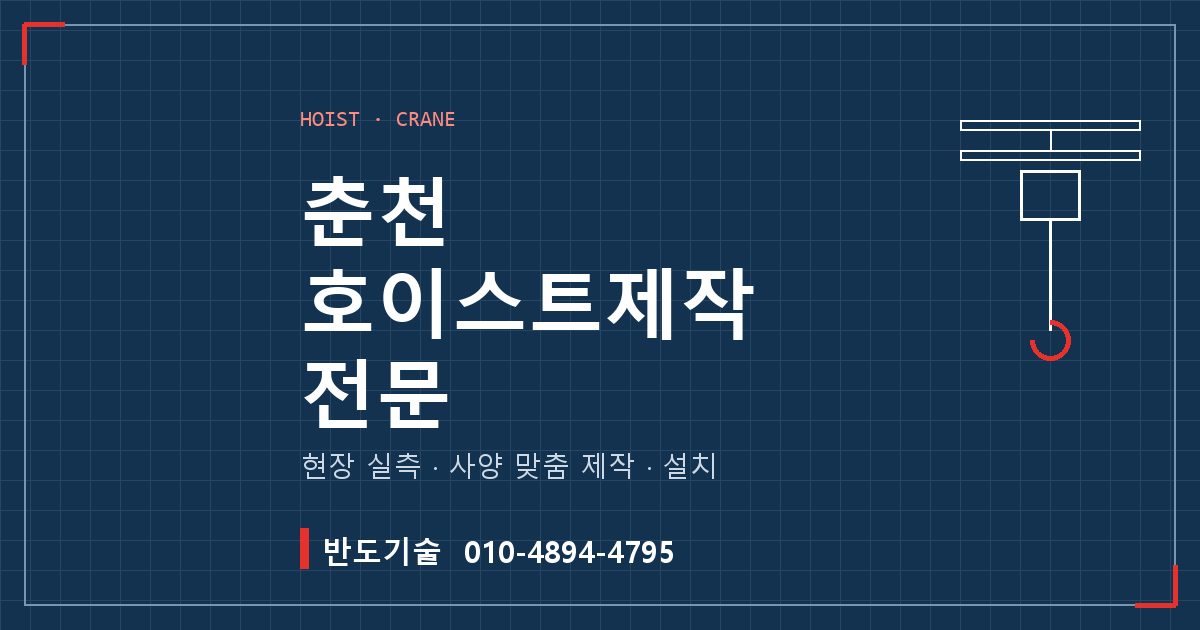 HOIST · CRANE
춘천
호이스트제작
전문
현장 실측 · 사양 맞춤 제작 · 설치
반도기술 010-4894-4795